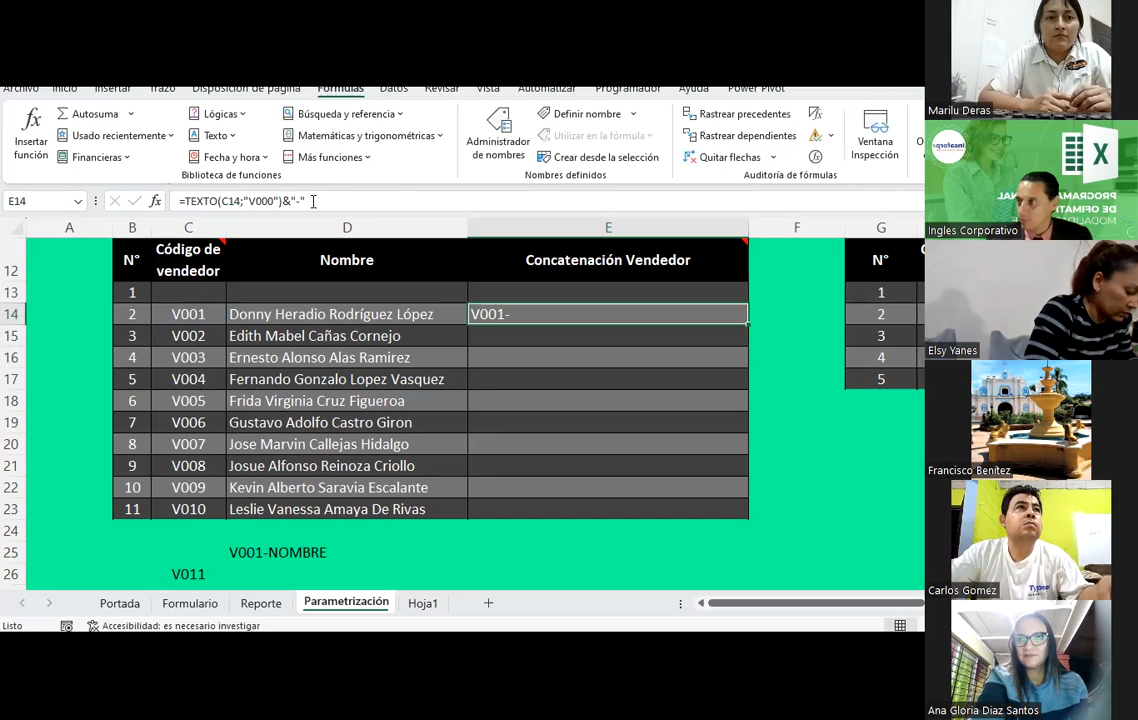 Archivo Inicio Insertar Trazo Disposición de página Fórmulas Datos Revisar Vista Automatizar Programador Ayuda Power Pivot
fx Insertar función
Autosuma
Usado recientemente
Financieras
Lógicas
Texto
Fecha y hora
Búsqueda y referencia
Matemáticas y trigonométricas
Más funciones
Biblioteca de funciones
Administrador de nombres
Definir nombre
Utilizar en la fórmula
Crear desde la selección
Nombres definidos
Rastrear precedentes
Rastrear dependientes
Quitar flechas
Auditoría de fórmulas
Ventana Inspección
E14 fx =TEXTO(C14;"V000")&"-"
A B C D E F G
12 N° Código de vendedor Nombre Concatenación Vendedor N°
13 1 1
14 2 V001 Donny Heradio Rodríguez López V001- 2
15 3 V002 Edith Mabel Cañas Cornejo 3
16 4 V003 Ernesto Alonso Alas Ramirez 4
17 5 V004 Fernando Gonzalo Lopez Vasquez 5
18 6 V005 Frida Virginia Cruz Figueroa
19 7 V006 Gustavo Adolfo Castro Giron
20 8 V007 Jose Marvin Callejas Hidalgo
21 9 V008 Josue Alfonso Reinoza Criollo
22 10 V009 Kevin Alberto Saravia Escalante
23 11 V010 Leslie Vanessa Amaya De Rivas
24
25 V001-NOMBRE
26 V011
Portada Formulario Reporte Parametrización Hoja1
Listo Accesibilidad: es necesario investigar
Marilu Deras
insaforp
X
PROGRAMA
DE OFIMATI
MODALIDA
Ingles Corporativo
Elsy Yanes
Francisco Benítez
Carlos Gomez
Ana Gloria Diaz Santos